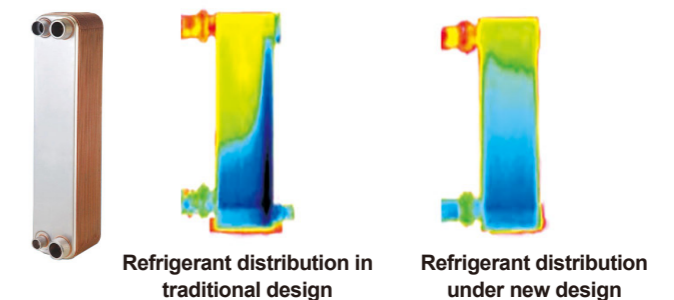 Refrigerant distribution in
traditional design
Refrigerant distribution
under new design